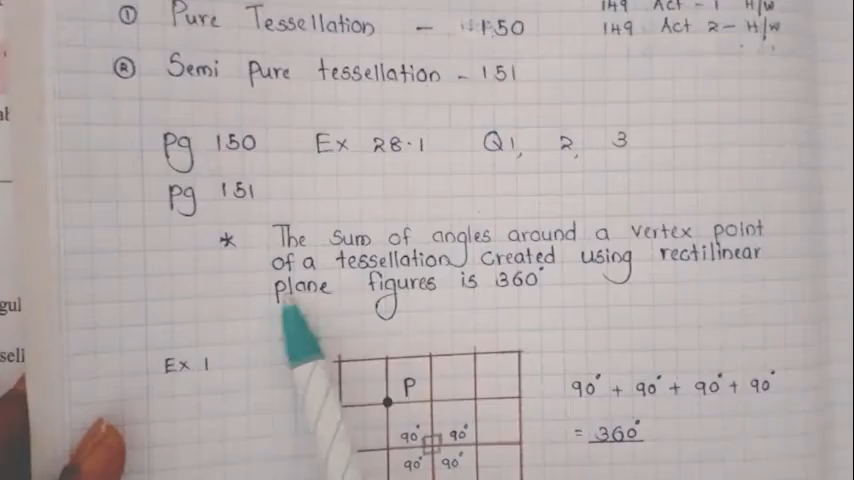 149 Act - 1 H/W
① Pure Tessellation - 150
149 Act 2 - H/W
② Semi pure tessellation - 151
pg 150 Ex 28.1 Q1, 2, 3
pg 151
* The sum of angles around a vertex point
of a tessellation created using rectilinear
plane figures is 360°
gul
sell
Ex 1
P
90° + 90° + 90° + 90°
= 360°
90° 90°
90° 90°